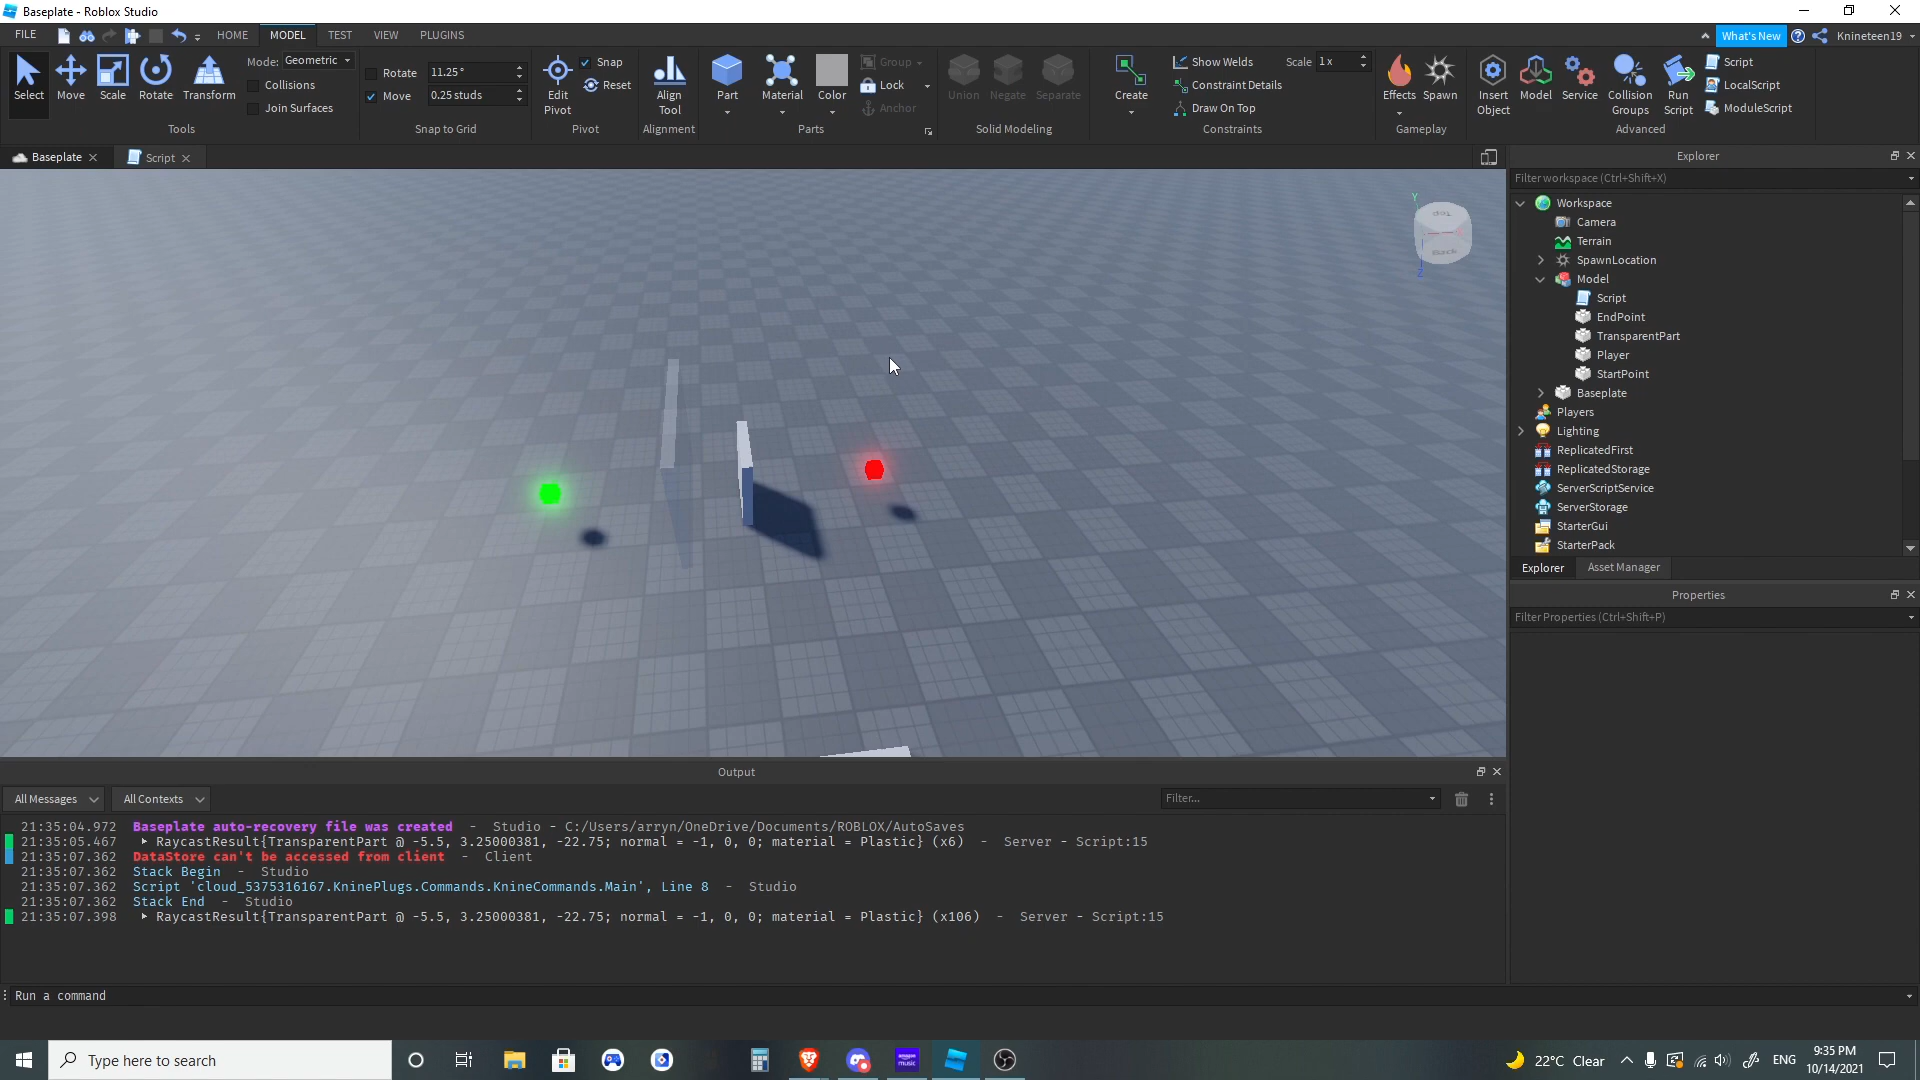 Baseplate - Roblox Studio
FILE
HOME
MODEL
TEST
VIEW
PLUGINS
What's New
Knineteen19
Select
Move
Scale
Rotate
Transform
Mode: Geometric
Collisions
Join Surfaces
Tools
Rotate 11.25°
Move 0.25 studs
Snap to Grid
Edit Pivot
Snap
Reset
Pivot
Align Tool
Alignment
Part
Material
Color
Group
Lock
Anchor
Parts
Union
Negate
Separate
Solid Modeling
Create
Show Welds
Scale 1 x
Constraint Details
Draw On Top
Constraints
Effects
Spawn
Gameplay
Insert Object
Model
Service
Collision Groups
Run Script
Script
LocalScript
ModuleScript
Advanced
Baseplate
Script
Y
Top
Back
Z
Explorer
Filter workspace (Ctrl+Shift+X)
Workspace
Camera
Terrain
SpawnLocation
Model
Script
EndPoint
TransparentPart
Player
StartPoint
Baseplate
Players
Lighting
ReplicatedFirst
ReplicatedStorage
ServerScriptService
ServerStorage
StarterGui
StarterPack
Explorer
Asset Manager
Properties
Filter Properties (Ctrl+Shift+P)
Output
All Messages
All Contexts
Filter...
21:35:04.972 Baseplate auto-recovery file was created - Studio - C:/Users/arryn/OneDrive/Documents/ROBLOX/AutoSaves
21:35:05.467 RaycastResult{TransparentPart @ -5.5, 3.25000381, -22.75; normal = -1, 0, 0; material = Plastic} (x6) - Server - Script:15
21:35:07.362 DataStore can't be accessed from client - Client
21:35:07.362 Stack Begin - Studio
21:35:07.362 Script 'cloud_5375316167.KninePlugs.Commands.KnineCommands.Main', Line 8 - Studio
21:35:07.362 Stack End - Studio
21:35:07.398 RaycastResult{TransparentPart @ -5.5, 3.25000381, -22.75; normal = -1, 0, 0; material = Plastic} (x106) - Server - Script:15
Run a command
Type here to search
amazon music
22°C Clear
ENG
9:35 PM
10/14/2021